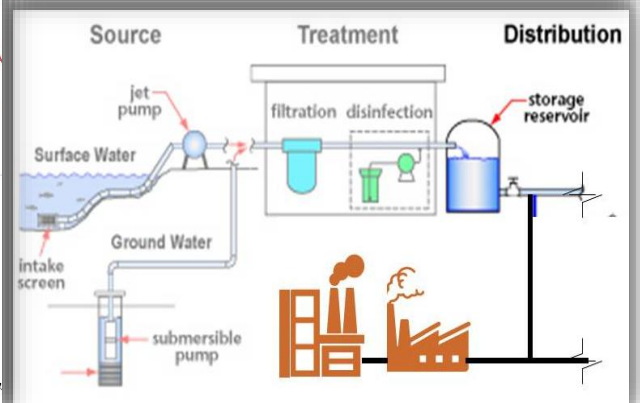 Source
Treatment
Distribution
jet
pump
filtration
disinfection
storage
reservoir
Surface Water
Ground Water
intake
screen
submersible
pump